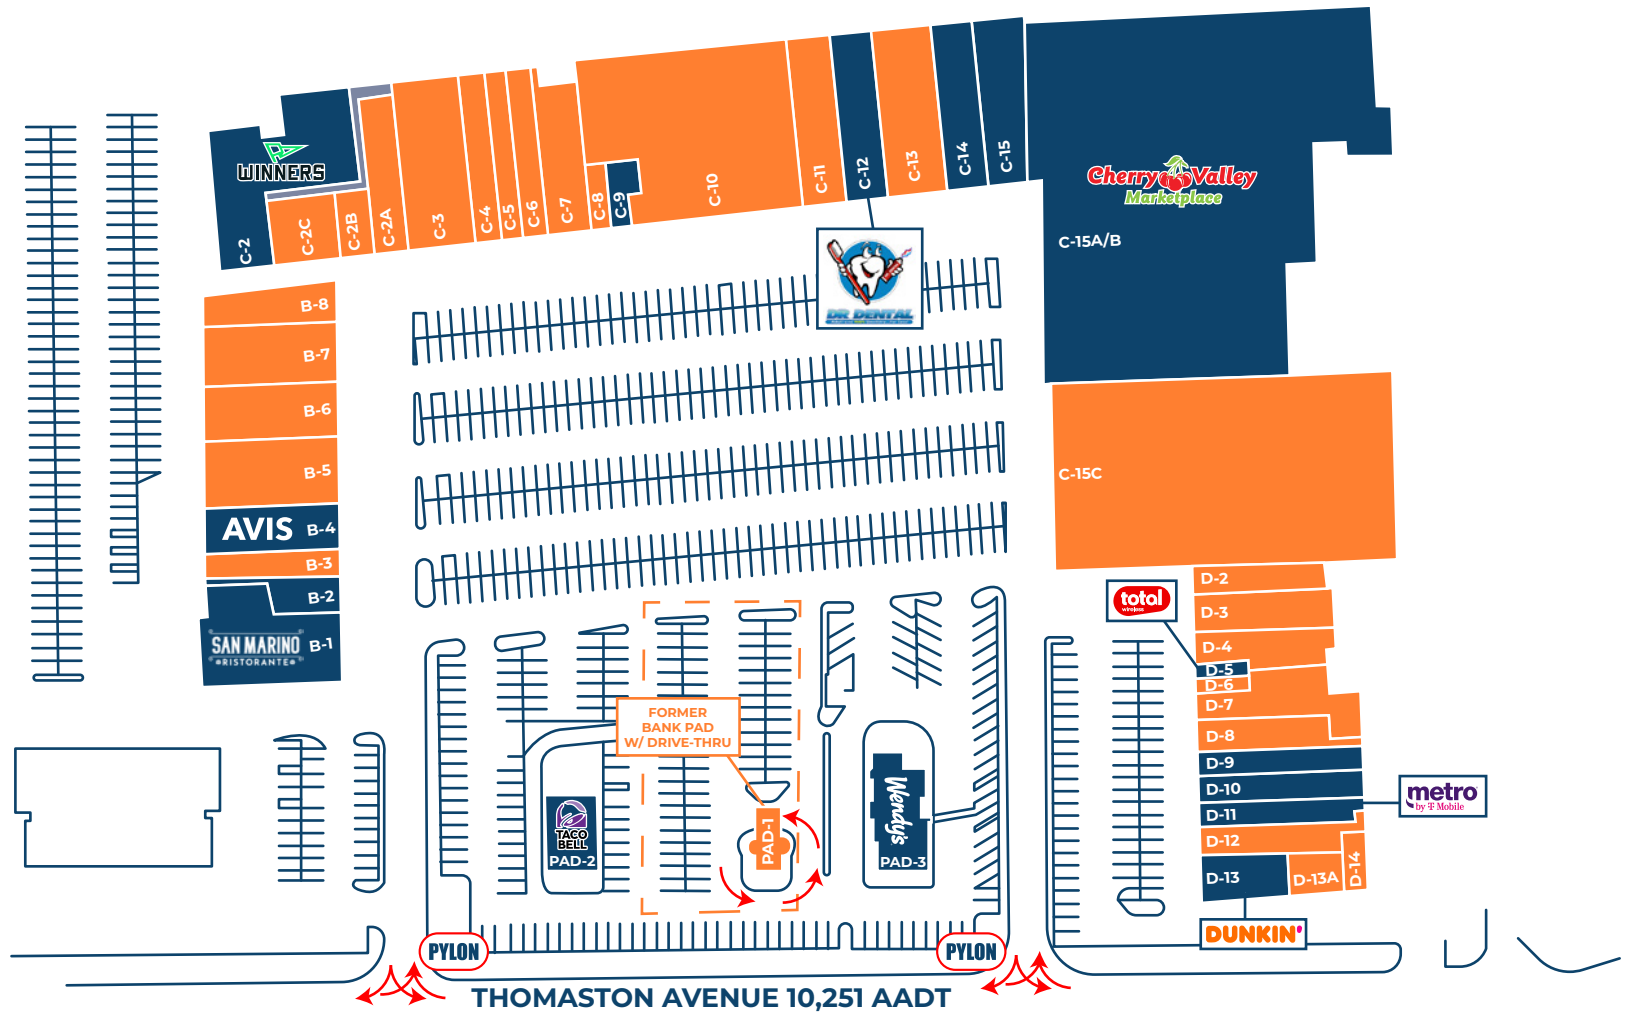 WINNERS
C-2
C-2C
C-2B
C-2A
C-3
C-4
C-5
C-6
C-7
C-8
C-9
C-10
C-11
C-12
C-13
C-14
C-15
Cherry Valley
Marketplace
C-15A/B
DR DENTAL
C-15C
B-8
B-7
B-6
B-5
AVIS B-4
B-3
B-2
SAN MARINO
RISTORANTE
B-1
total
wireless
D-2
D-3
D-4
D-5
D-6
D-7
D-8
D-9
D-10
D-11
D-12
D-13
D-13A
D-14
metro
by T Mobile
DUNKIN'
FORMER
BANK PAD
W/ DRIVE-THRU
TACO
BELL
PAD-2
PAD-1
Wendy's
PAD-3
PYLON
PYLON
THOMASTON AVENUE 10,251 AADT